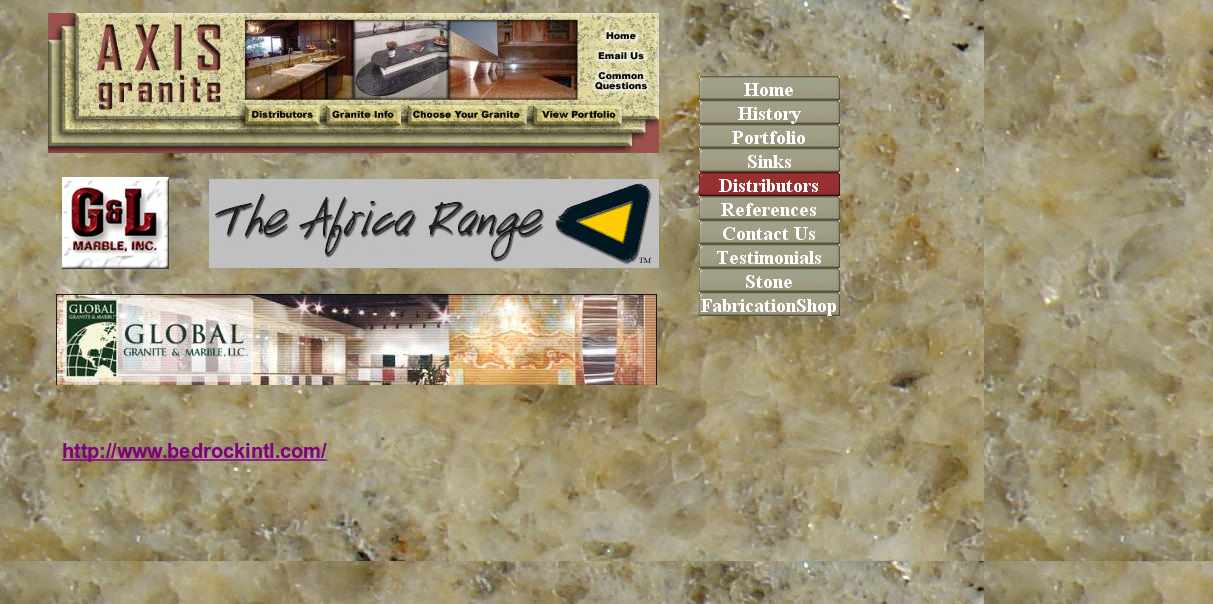 AXIS
granite
Home
Email Us
Common
Questions
Distributors
Granite Info
Choose Your Granite
View Portfolio
Home
History
Portfolio
Sinks
Distributors
References
Contact Us
Testimonials
Stone
FabricationShop
G&L
MARBLE, INC.
The Africa Range
TM
GLOBAL
GRANITE & MARBLE
GLOBAL
GRANITE & MARBLE, LLC.
http://www.bedrockintl.com/